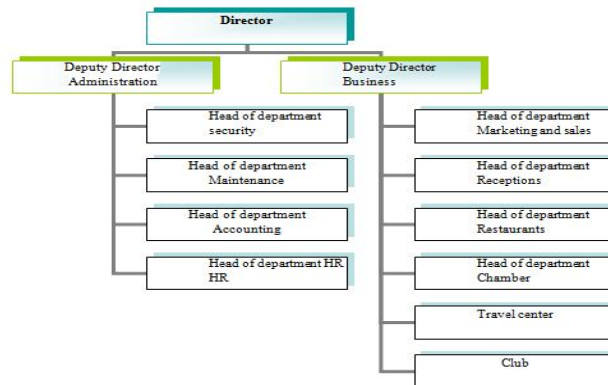 Director
Deputy Director
Administration
Deputy Director
Business
Head of department
security
Head of department
Maintenance
Head of department
Accounting
Head of department HR
HR
Head of department
Marketing and sales
Head of department
Receptions
Head of department
Restaurants
Head of department
Chamber
Travel center
Club